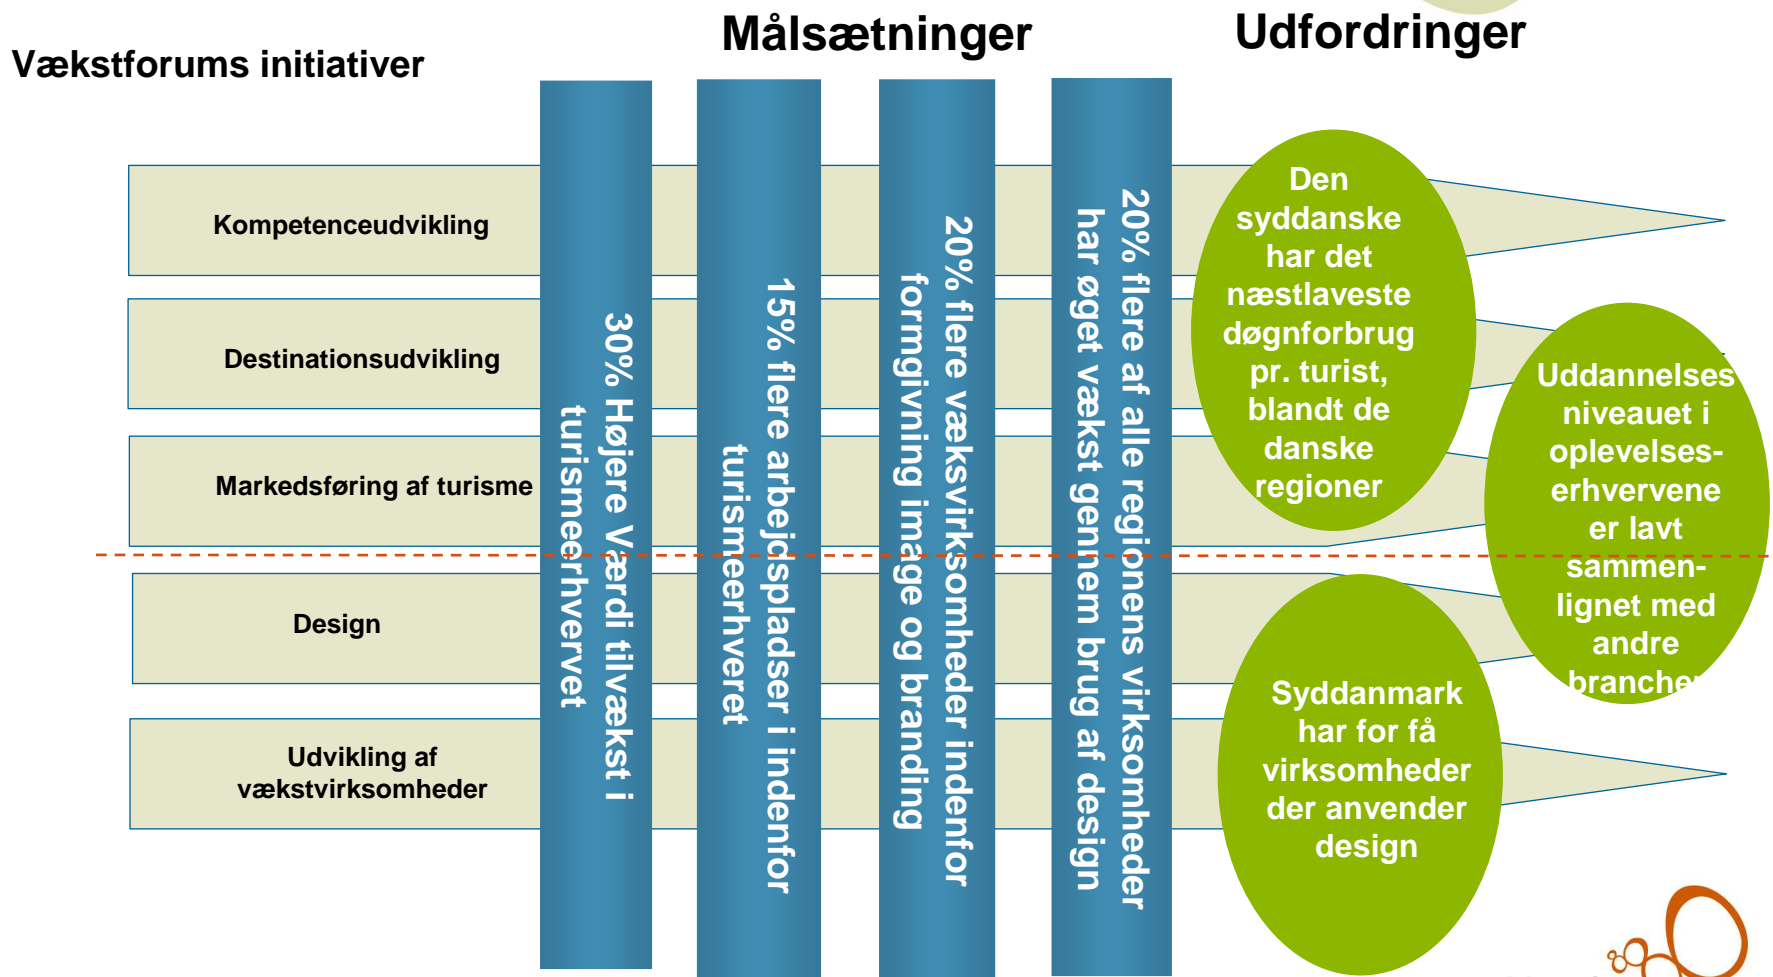 Vækstforums initiativer
Målsætninger
Udfordringer
Kompetenceudvikling
Destinationsudvikling
Markedsføring af turisme
Design
Udvikling af
vækstvirksomheder
30% Højere Værdi tilvækst i
turismeerhvervet
15% flere arbejdspladser i indenfor
turismeerhveret
20% flere væksvirksomheder indenfor
formgivning image og branding
20% flere af alle regionens virksomheder
har øget vækst gennem brug af design
Den
syddanske
har det
næstlaveste
døgnforbrug
pr. turist,
blandt de
danske
regioner
Uddannelses
niveauet i
oplevelses-
erhvervene
er lavt
sammen-
lignet med
andre
brancher
Syddanmark
har for få
virksomheder
der anvender
design